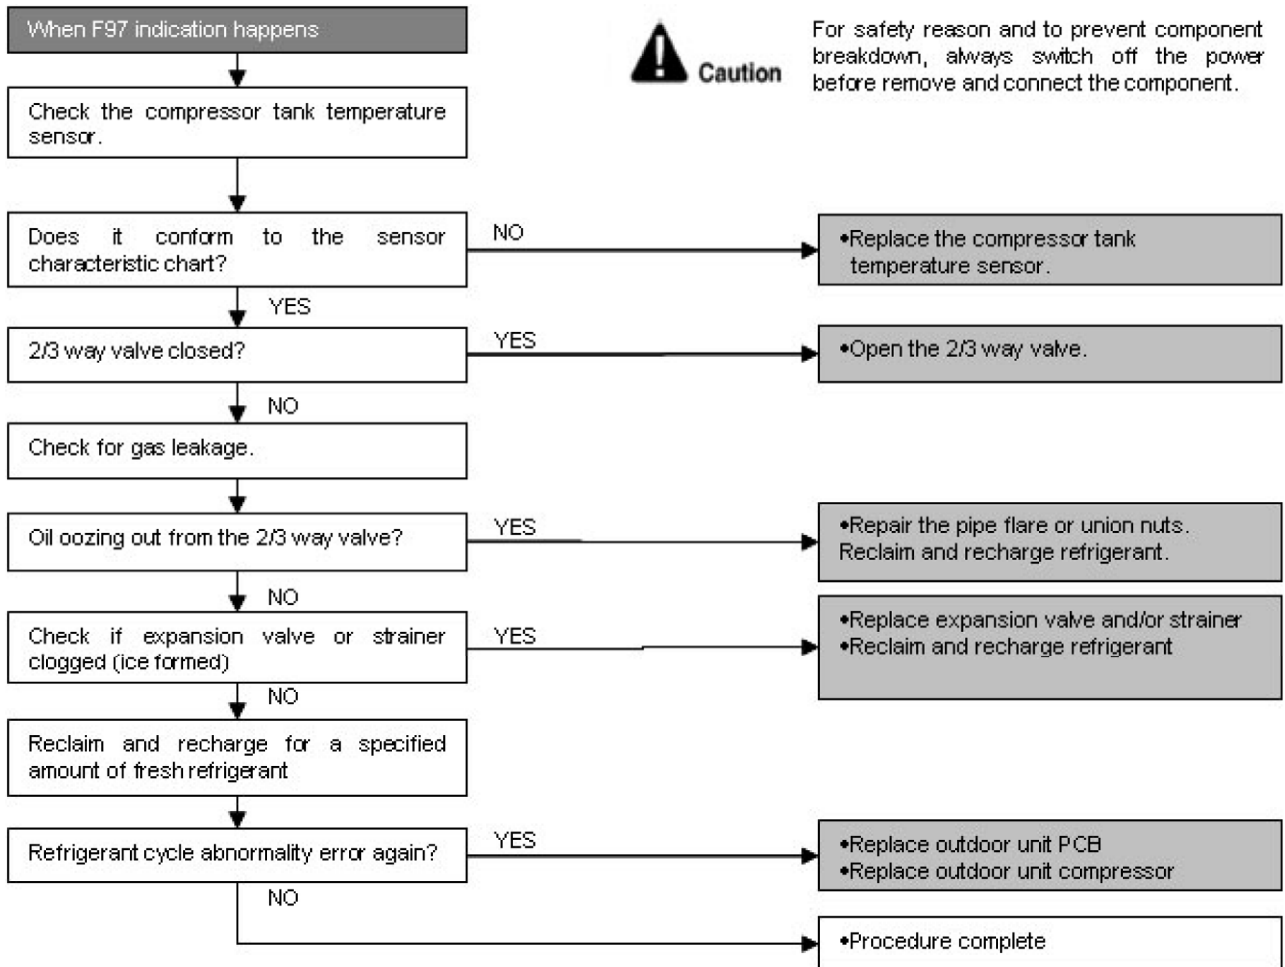 When F97 indication happens
Caution
For safety reason and to prevent component
breakdown, always switch off the power
before remove and connect the component.
Check the compressor tank temperature
sensor.
Does it conform to the sensor
characteristic chart?
NO
•Replace the compressor tank
temperature sensor.
YES
2/3 way valve closed?
YES
•Open the 2/3 way valve.
NO
Check for gas leakage.
Oil oozing out from the 2/3 way valve?
YES
•Repair the pipe flare or union nuts.
Reclaim and recharge refrigerant.
NO
Check if expansion valve or strainer
clogged (ice formed)
YES
•Replace expansion valve and/or strainer
•Reclaim and recharge refrigerant
NO
Reclaim and recharge for a specified
amount of fresh refrigerant
Refrigerant cycle abnormality error again?
YES
•Replace outdoor unit PCB
•Replace outdoor unit compressor
NO
•Procedure complete